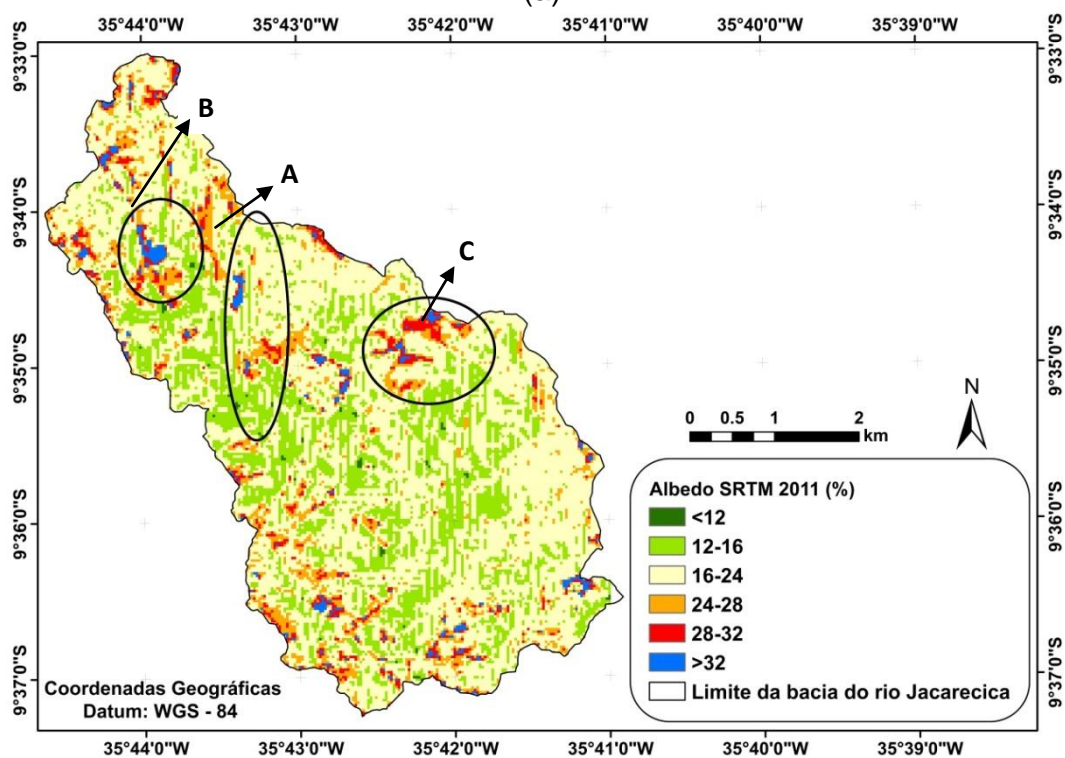 35°44'0"W 35°43'0"W 35°42'0"W 35°41'0"W 35°40'0"W 35°39'0"W
9°33'0"S 9°33'0"S
B
A
9°34'0"S 9°34'0"S
C
9°35'0"S 9°35'0"S
N
0 0.5 1 2
km
Albedo SRTM 2011 (%)
<12
9°36'0"S 9°36'0"S
12-16
16-24
24-28
28-32
>32
9°37'0"S 9°37'0"S
Limite da bacia do rio Jacarecica
Coordenadas Geográficas
Datum: WGS - 84
35°44'0"W 35°43'0"W 35°42'0"W 35°41'0"W 35°40'0"W 35°39'0"W